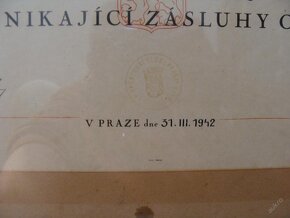 NIKAJÍCÍ ZÁSLUHY O
V PRAZE dne 31. III. 1942